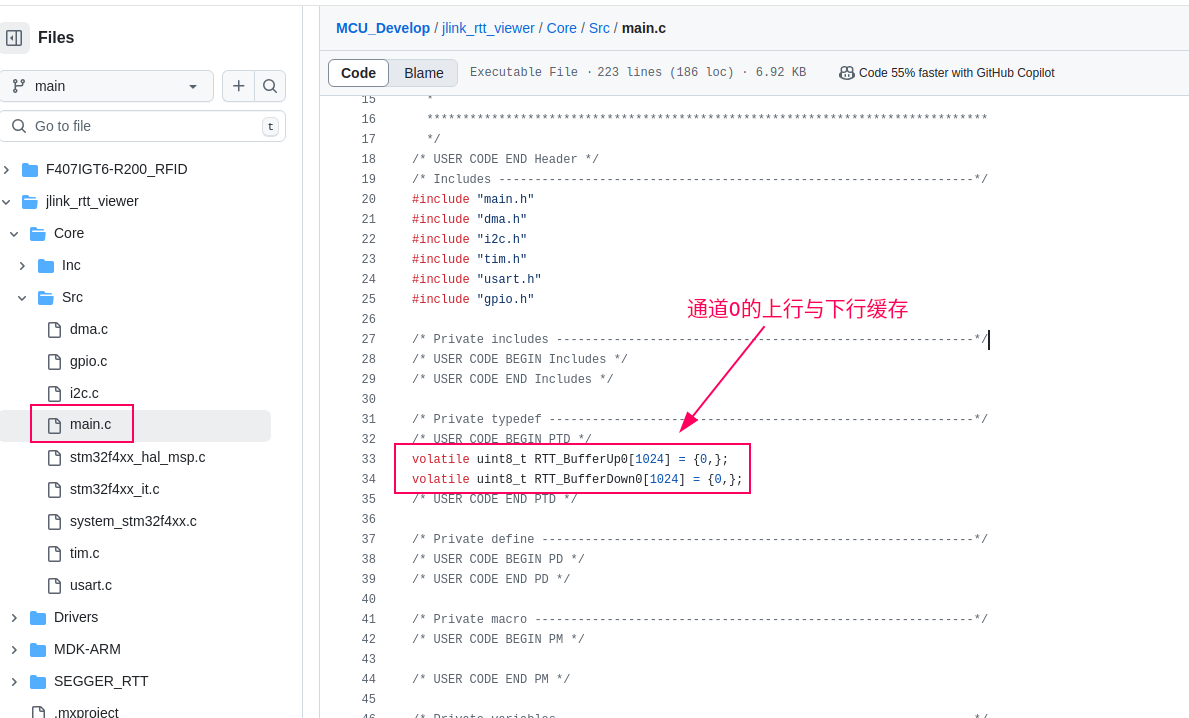 Files
main
Go to file
t
F407IGT6-R200_RFID
jlink_rtt_viewer
Core
Inc
Src
dma.c
gpio.c
i2c.c
main.c
stm32f4xx_hal_msp.c
stm32f4xx_it.c
system_stm32f4xx.c
tim.c
usart.c
Drivers
MDK-ARM
SEGGER_RTT
.mxproject
MCU_Develop / jlink_rtt_viewer / Core / Src / main.c
Code Blame Executable File · 223 lines (186 loc) · 6.92 KB Code 55% faster with GitHub Copilot
15 *
16 ******************************************************************************
17 */
18 /* USER CODE END Header */
19 /* Includes ------------------------------------------------------------------*/
20 #include "main.h"
21 #include "dma.h"
22 #include "i2c.h"
23 #include "tim.h"
24 #include "usart.h"
25 #include "gpio.h"
通道0的上行与下行缓存
26
27 /* Private includes ----------------------------------------------------------*/
28 /* USER CODE BEGIN Includes */
29 /* USER CODE END Includes */
30
31 /* Private typedef -----------------------------------------------------------*/
32 /* USER CODE BEGIN PTD */
33 volatile uint8_t RTT_BufferUp0[1024] = {0,};
34 volatile uint8_t RTT_BufferDown0[1024] = {0,};
35 /* USER CODE END PTD */
36
37 /* Private define ------------------------------------------------------------*/
38 /* USER CODE BEGIN PD */
39 /* USER CODE END PD */
40
41 /* Private macro -------------------------------------------------------------*/
42 /* USER CODE BEGIN PM */
43
44 /* USER CODE END PM */
45
46 /* Private variables ---------------------------------------------------------*/